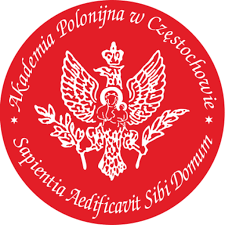 Akademia Polonijna w Częstochowie
Sapientia Aedificavit Sibi Domum